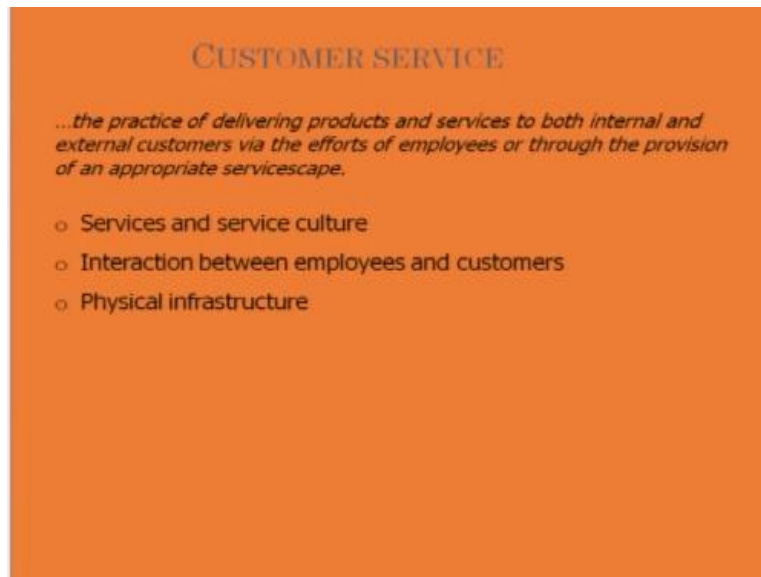 CUSTOMER SERVICE
...the practice of delivering products and services to both internal and
external customers via the efforts of employees or through the provision
of an appropriate servicescape.
o Services and service culture
o Interaction between employees and customers
o Physical infrastructure